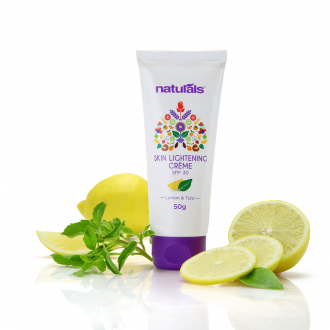 naturals®
SKIN LIGHTENING
CRÈME
SPF 30
Lemon & Tulsi
50g